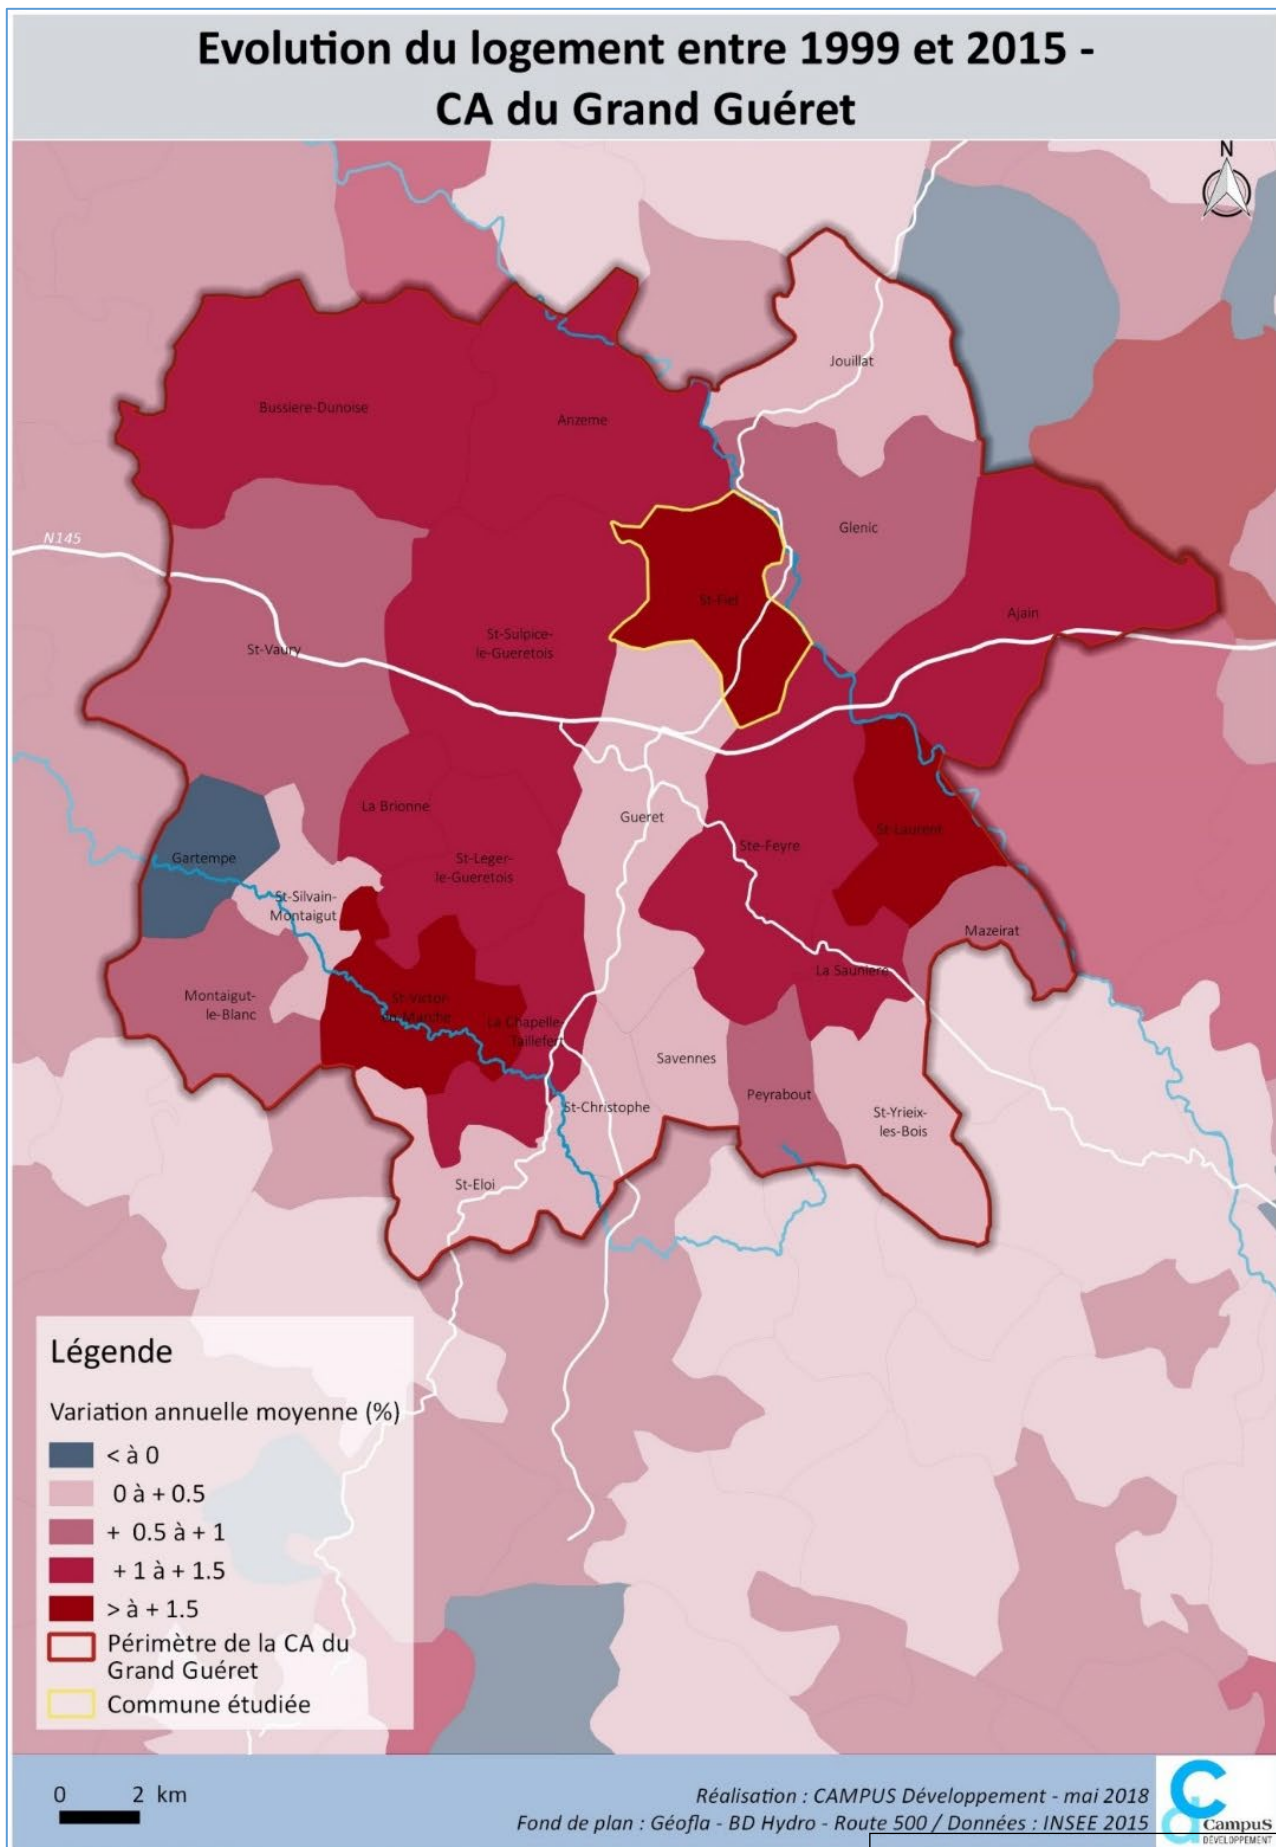 Evolution du logement entre 1999 et 2015 -
CA du Grand Guéret
N
Jouillat
Bussiere-Dunoise
Anzeme
Glenic
N145
St-Fiel
Ajain
St-Sulpice-
le-Gueretois
St-Vaury
La Brionne
Gueret
St-Laurent
Ste-Feyre
Gartempe
St-Leger-
le-Gueretois
St-Silvain-
Montaigut
Mazeirat
La Sauniere
Montaigut-
le-Blanc
St-Victor-
en-Marche
La Chapelle-
Taillefert
Savennes
Peyrabout
St-Christophe
St-Yrieix-
les-Bois
St-Eloi
Légende
Variation annuelle moyenne (%)
< à 0
0 à + 0.5
+ 0.5 à + 1
+ 1 à + 1.5
> à + 1.5
Périmètre de la CA du
Grand Guéret
Commune étudiée
0 2 km
Réalisation : CAMPUS Développement - mai 2018
Fond de plan : Géofla - BD Hydro - Route 500 / Données : INSEE 2015
Campus
DÉVELOPPEMENT